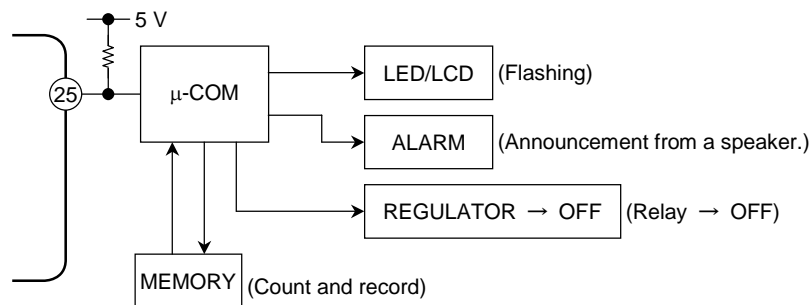 5 V
25
μ-COM
LED/LCD (Flashing)
ALARM (Announcement from a speaker.)
REGULATOR → OFF (Relay → OFF)
MEMORY (Count and record)